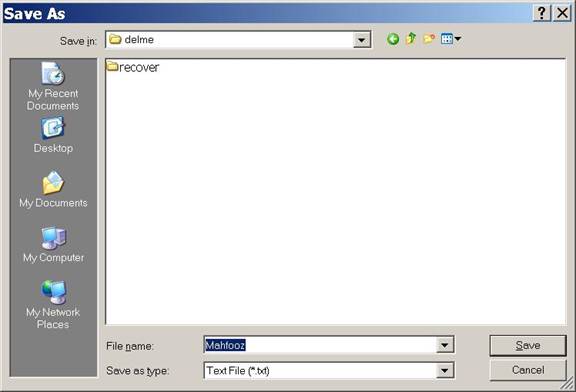 Save As
Save in:
delme
recover
My Recent
Documents
Desktop
My Documents
My Computer
My Network
Places
File name:
Mahfooz
Save
Save as type:
Text File (*.txt)
Cancel